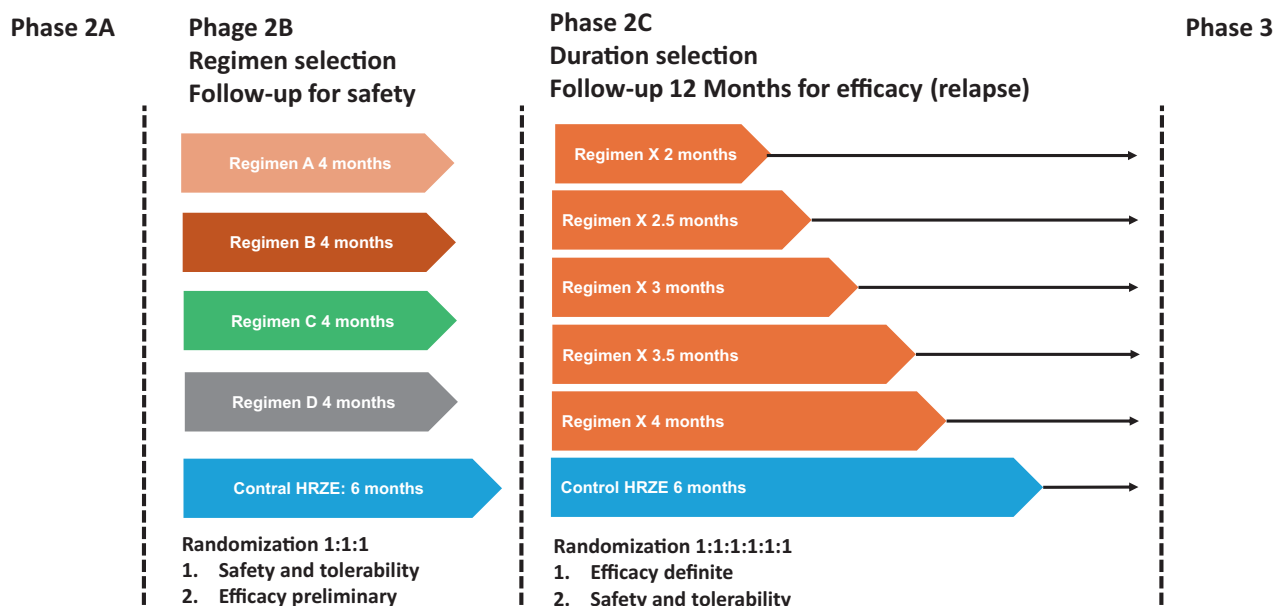 Phase 2A
Phage 2B
Regimen selection
Follow-up for safety
Phase 2C
Duration selection
Follow-up 12 Months for efficacy (relapse)
Phase 3
Regimen A 4 months
Regimen B 4 months
Regimen C 4 months
Regimen D 4 months
Contral HRZE: 6 months
Randomization 1:1:1
1. Safety and tolerability
2. Efficacy preliminary
Regimen X 2 months
Regimen X 2.5 months
Regimen X 3 months
Regimen X 3.5 months
Regimen X 4 months
Control HRZE 6 months
Randomization 1:1:1:1:1:1
1. Efficacy definite
2. Safety and tolerability